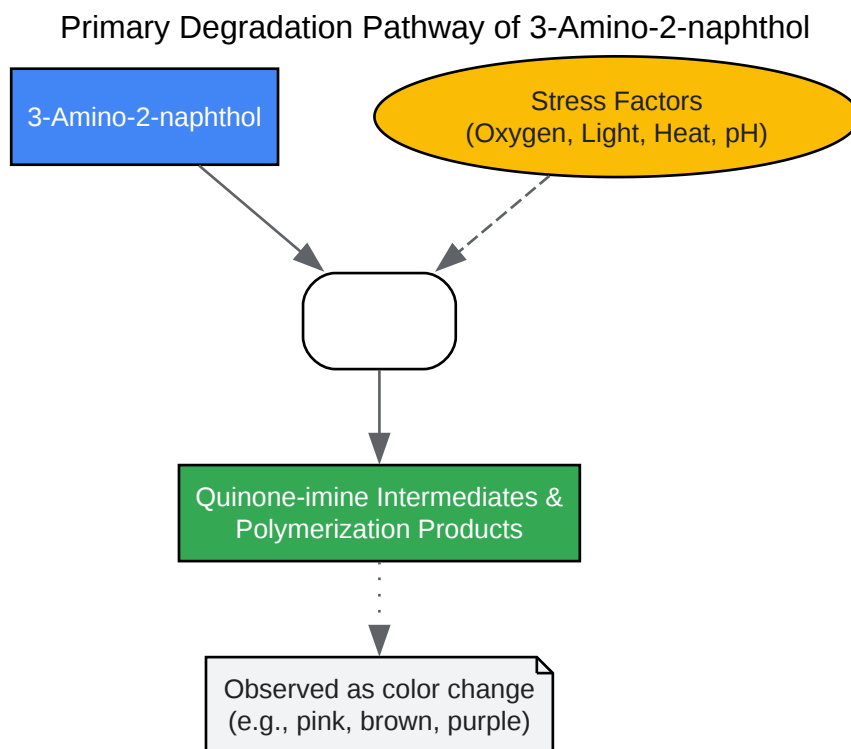 Primary Degradation Pathway of 3-Amino-2-naphthol
3-Amino-2-naphthol
Stress Factors
(Oxygen, Light, Heat, pH)
Quinone-imine Intermediates &
Polymerization Products
Observed as color change
(e.g., pink, brown, purple)